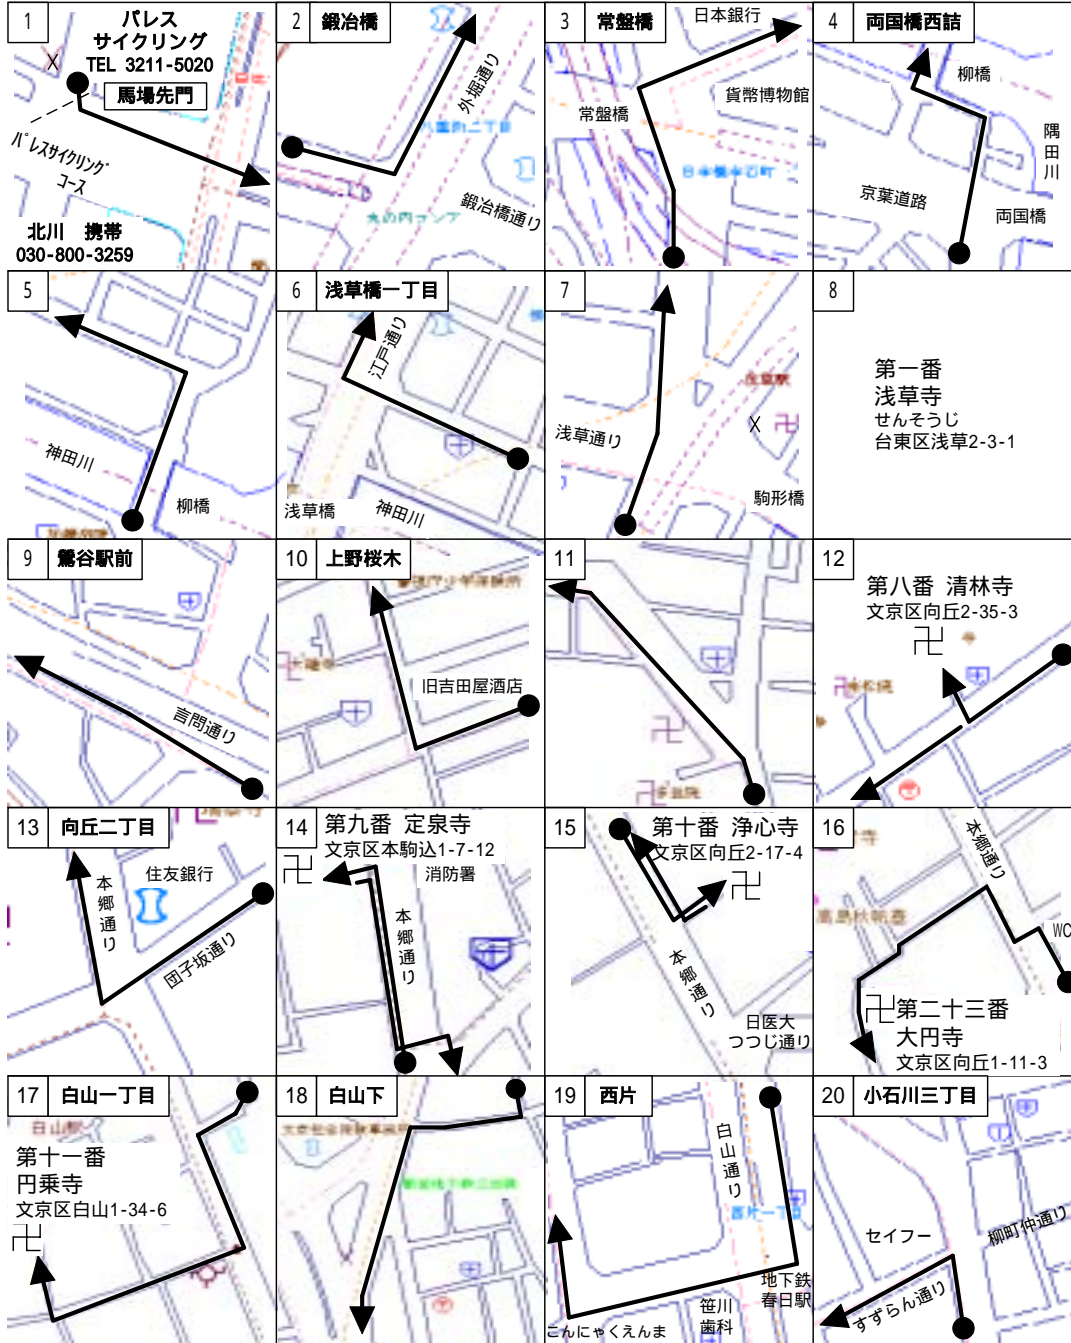 1
パレス
サイクリング
TEL 3211-5020
馬場先門
パレスサイクリング
コース
北川　携帯
030-800-3259
2
鍛冶橋
外堀通り
鍛冶橋通り
3
常盤橋
日本銀行
貨幣博物館
常盤橋
4
両国橋西詰
柳橋
隅田川
京葉道路
両国橋
5
神田川
柳橋
6
浅草橋一丁目
江戸通り
浅草橋
神田川
7
浅草通り
駒形橋
8
第一番
浅草寺
せんそうじ
台東区浅草2-3-1
9
鶯谷駅前
言問通り
10
上野桜木
旧吉田屋酒店
11
12
第八番 清林寺
文京区向丘2-35-3
13
向丘二丁目
本郷通り
住友銀行
団子坂通り
14
第九番 定泉寺
文京区本駒込1-7-12
消防署
本郷通り
15
第十番 浄心寺
文京区向丘2-17-4
本郷通り
日医大
つつじ通り
16
本郷通り
WC
第二十三番
大円寺
文京区向丘1-11-3
17
白山一丁目
第十一番
円乗寺
文京区白山1-34-6
18
白山下
19
西片
白山通り
地下鉄
春日駅
笹川
歯科
こんにゃくえんま
20
小石川三丁目
セイフー
柳町仲通り
すずらん通り